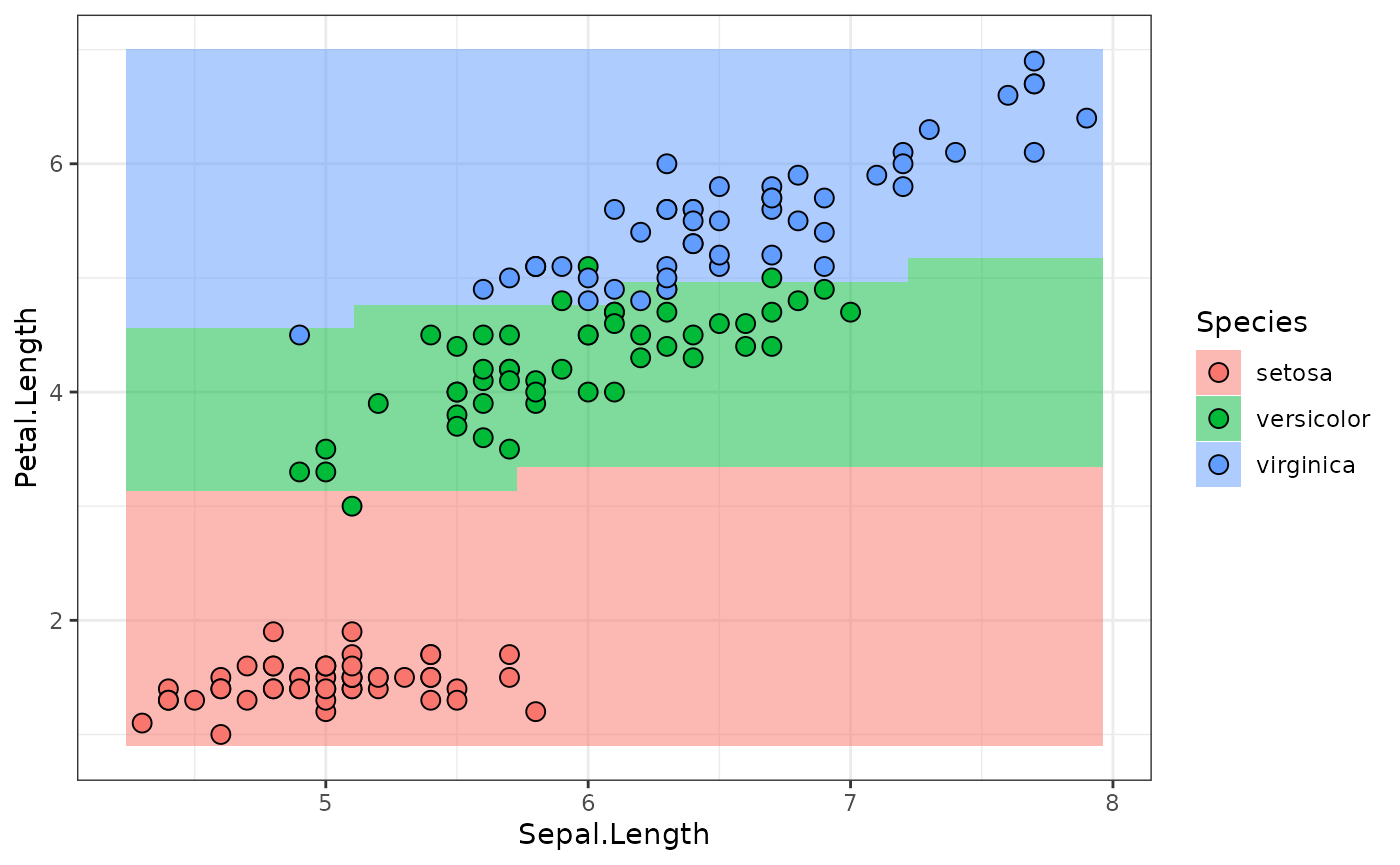 Petal.Length
6
4
2
5 6 7 8
Sepal.Length
Species
setosa
versicolor
virginica